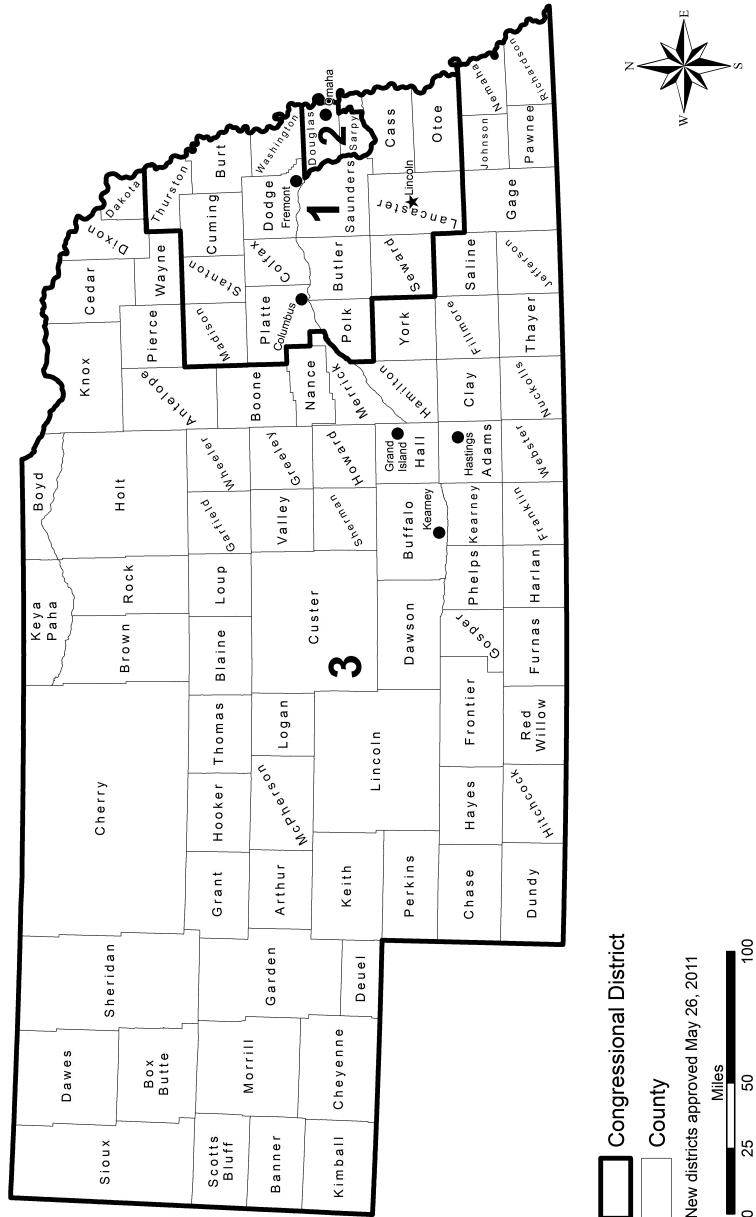 Sioux
Dawes
Box
Butte
Sheridan
Scotts
Bluff
Banner
Kimball
Morrill
Cheyenne
Garden
Deuel
Cherry
Keya
Paha
Brown
Rock
Boyd
Holt
Knox
Cedar
Dixon
Dakota
Antelope
Pierce
Wayne
Thurston
Grant
Hooker
Thomas
Blaine
Loup
Garfield
Wheeler
Boone
Madison
Stanton
Cuming
Burt
Arthur
McPherson
Logan
Custer
Valley
Greeley
Nance
Platte
Columbus
Colfax
Dodge
Fremont
Washington
Keith
Lincoln
3
Sherman
Howard
Merrick
Polk
Butler
Saunders
1
Douglas
2
Omaha
Sarpy
Perkins
Dawson
Buffalo
Kearney
Grand
Island
Hall
Hamilton
York
Seward
Lancaster
Lincoln
Cass
Otoe
Chase
Hayes
Frontier
Gosper
Phelps
Kearney
Hastings
Adams
Clay
Fillmore
Saline
Gage
Johnson
Nemaha
Dundy
Hitchcock
Red
Willow
Furnas
Harlan
Franklin
Webster
Nuckolls
Thayer
Jefferson
Pawnee
Richardson
N
E
S
W
Congressional District
County
New districts approved May 26, 2011
Miles
0 25 50 100